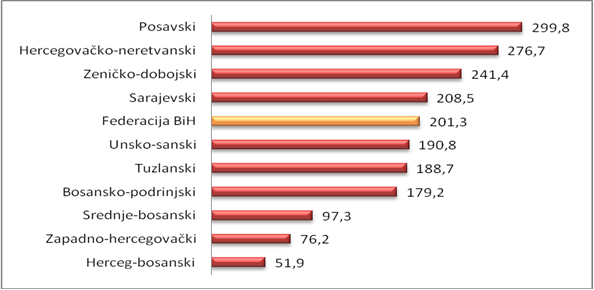 Posavski 299,8
Hercegovačko-neretvanski 276,7
Zeničko-dobojski 241,4
Sarajevski 208,5
Federacija BiH 201,3
Unsko-sanski 190,8
Tuzlanski 188,7
Bosansko-podrinjski 179,2
Srednje-bosanski 97,3
Zapadno-hercegovački 76,2
Herceg-bosanski 51,9